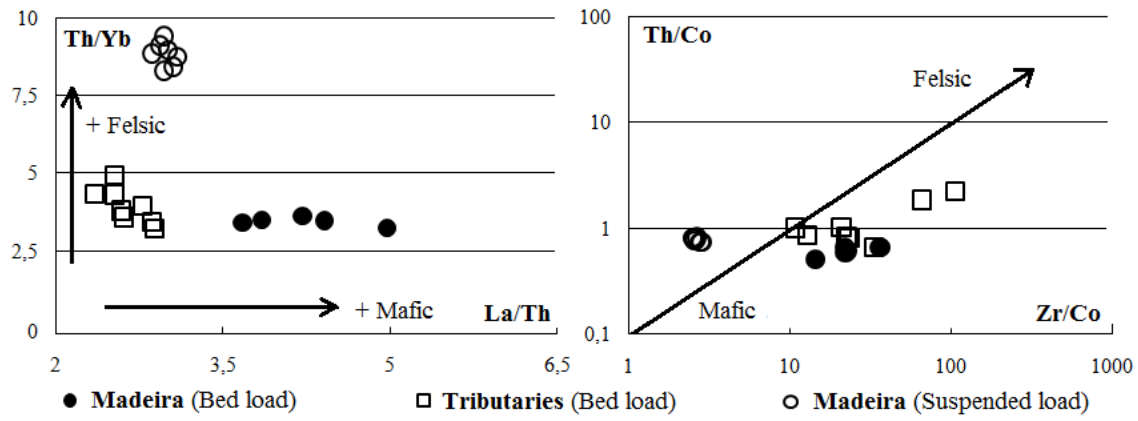 10
Th/Yb
7,5
+ Felsic
5
2,5
+ Mafic
La/Th
0
2
3,5
5
6,5
100
Th/Co
Felsic
10
1
Mafic
Zr/Co
0,1
1
10
100
1000
Madeira (Bed load)
Tributaries (Bed load)
Madeira (Suspended load)